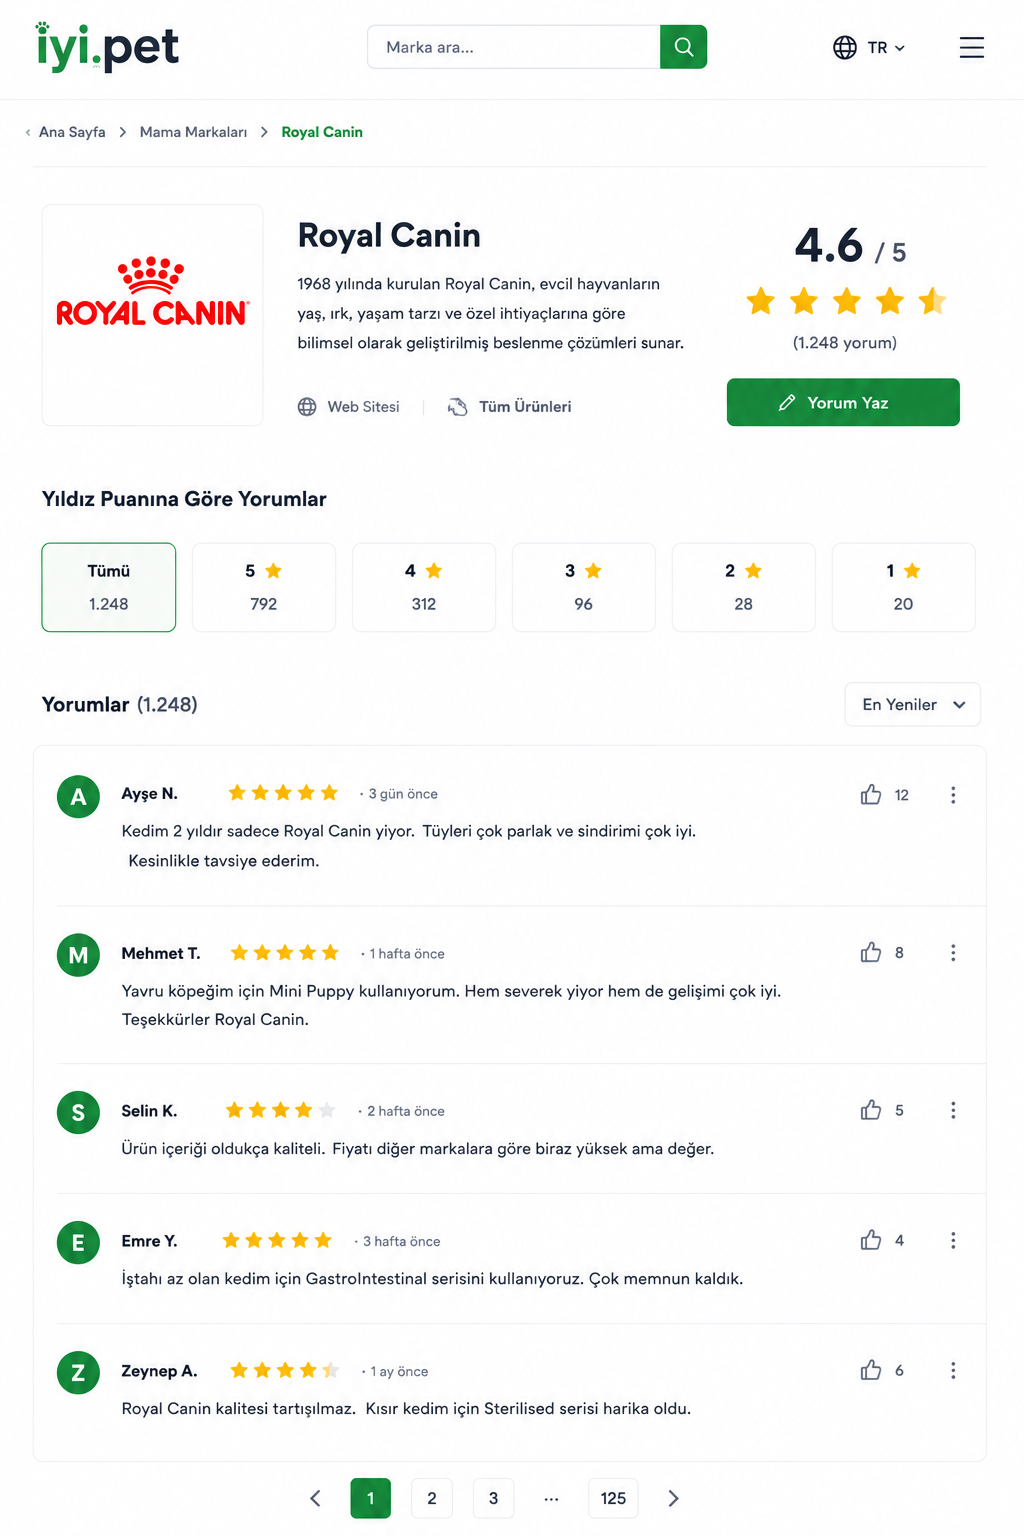 iyi.pet
Marka ara...
TR
Ana Sayfa > Mama Markaları > Royal Canin
ROYAL CANIN
Royal Canin
1968 yılında kurulan Royal Canin, evcil hayvanların
yaş, ırk, yaşam tarzı ve özel ihtiyaçlarına göre
bilimsel olarak geliştirilmiş beslenme çözümleri sunar.
Web Sitesi
Tüm Ürünleri
4.6 / 5
(1.248 yorum)
Yorum Yaz
Yıldız Puanına Göre Yorumlar
Tümü
1.248
5
792
4
312
3
96
2
28
1
20
Yorumlar (1.248)
En Yeniler
A
Ayşe N.
· 3 gün önce
12
Kedim 2 yıldır sadece Royal Canin yiyor. Tüyleri çok parlak ve sindirimi çok iyi.
Kesinlikle tavsiye ederim.
M
Mehmet T.
· 1 hafta önce
8
Yavru köpeğim için Mini Puppy kullanıyorum. Hem severek yiyor hem de gelişimi çok iyi.
Teşekkürler Royal Canin.
S
Selin K.
· 2 hafta önce
5
Ürün içeriği oldukça kaliteli. Fiyatı diğer markalara göre biraz yüksek ama değer.
E
Emre Y.
· 3 hafta önce
4
İştahı az olan kedim için GastroIntestinal serisini kullanıyoruz. Çok memnun kaldık.
Z
Zeynep A.
· 1 ay önce
6
Royal Canin kalitesi tartışılmaz. Kısır kedim için Sterilised serisi harika oldu.
1 2 3 ... 125